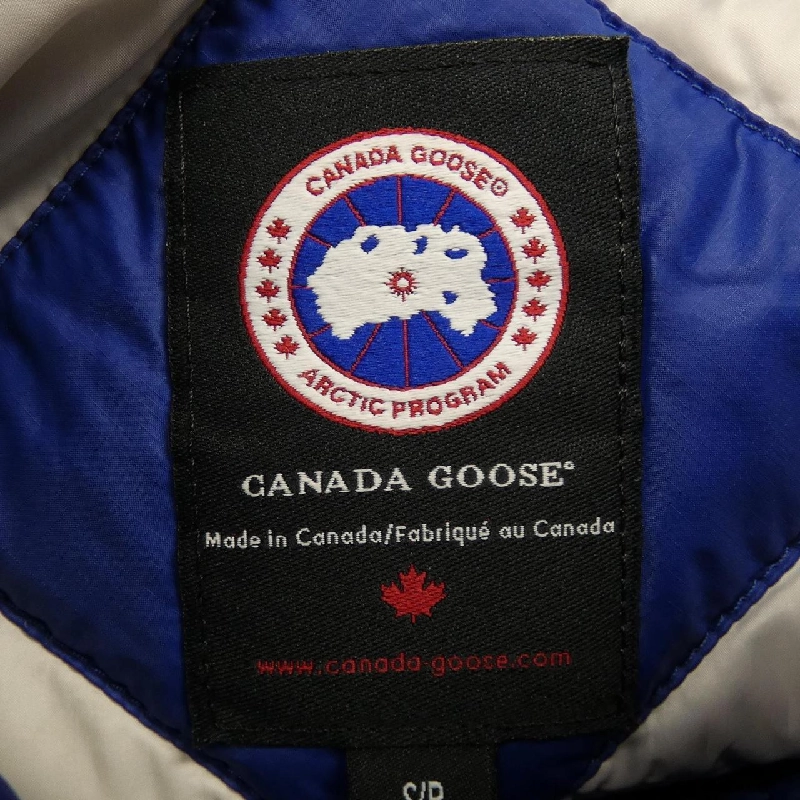 CANADA GOOSE®
ARCTIC PROGRAM
CANADA GOOSE®
Made in Canada/Fabriqué au Canada
www.canada-goose.com
S/P